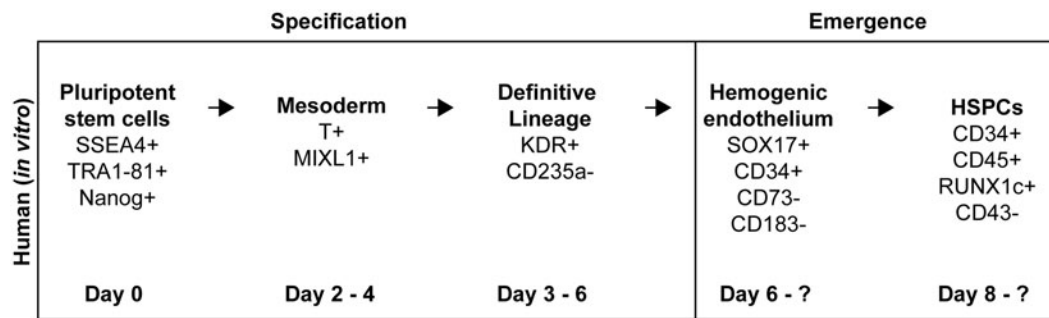 Specification
Emergence
Human (in vitro)
Pluripotent
stem cells
SSEA4+
TRA1-81+
Nanog+
Day 0
Mesoderm
T+
MIXL1+
Day 2 - 4
Definitive
Lineage
KDR+
CD235a-
Day 3 - 6
Hemogenic
endothelium
SOX17+
CD34+
CD73-
CD183-
Day 6 - ?
HSPCs
CD34+
CD45+
RUNX1c+
CD43-
Day 8 - ?